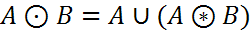 A ⊙ B = A ∪ (A ⊛ B)